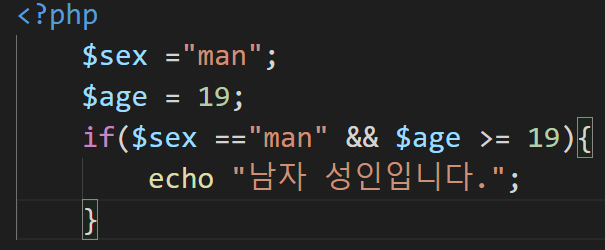 <?php
$sex ="man";
$age = 19;
if($sex =="man" && $age >= 19){
echo "남자 성인입니다.";
}